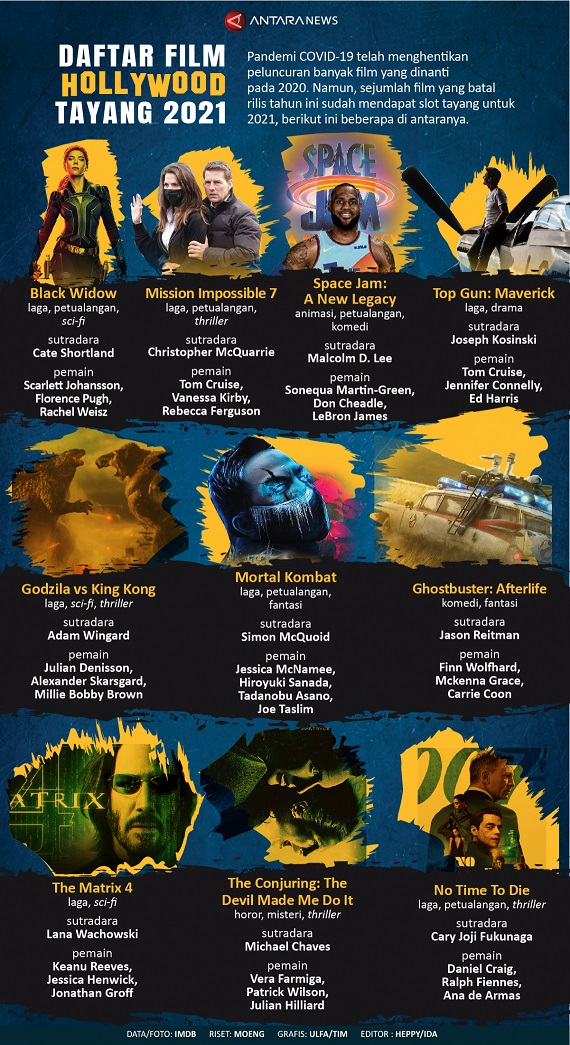 ANTARANEWS
DAFTAR FILM
HOLLYWOOD
TAYANG 2021
Pandemi COVID-19 telah menghentikan
peluncuran banyak film yang dinanti
pada 2020. Namun, sejumlah film yang batal
rilis tahun ini sudah mendapat slot tayang untuk
2021, berikut ini beberapa di antaranya.
SPACE
JAM
Black Widow
laga, petualangan,
sci-fi
sutradara
Cate Shortland
pemain
Scarlett Johansson,
Florence Pugh,
Rachel Weisz
Mission Impossible 7
laga, petualangan,
thriller
sutradara
Christopher McQuarrie
pemain
Tom Cruise,
Vanessa Kirby,
Rebecca Ferguson
Space Jam:
A New Legacy
animasi, petualangan,
komedi
sutradara
Malcolm D. Lee
pemain
Sonequa Martin-Green,
Don Cheadle,
LeBron James
Top Gun: Maverick
laga, drama
sutradara
Joseph Kosinski
pemain
Tom Cruise,
Jennifer Connelly,
Ed Harris
Godzila vs King Kong
laga, sci-fi, thriller
sutradara
Adam Wingard
pemain
Julian Denisson,
Alexander Skarsgard,
Millie Bobby Brown
Mortal Kombat
laga, petualangan,
fantasi
sutradara
Simon McQuoid
pemain
Jessica McNamee,
Hiroyuki Sanada,
Tadanobu Asano,
Joe Taslim
Ghostbuster: Afterlife
komedi, fantasi
sutradara
Jason Reitman
pemain
Finn Wolfhard,
Mckenna Grace,
Carrie Coon
ATRIX
4
007
NO
The Matrix 4
laga, sci-fi
sutradara
Lana Wachowski
pemain
Keanu Reeves,
Jessica Henwick,
Jonathan Groff
The Conjuring: The
Devil Made Me Do It
horor, misteri, thriller
sutradara
Michael Chaves
pemain
Vera Farmiga,
Patrick Wilson,
Julian Hilliard
No Time To Die
laga, petualangan, thriller
sutradara
Cary Joji Fukunaga
pemain
Daniel Craig,
Ralph Fiennes,
Ana de Armas
DATA/FOTO: IMDB RISET: MOENG GRAFIS: ULFA/TIM EDITOR : HEPPY/IDA